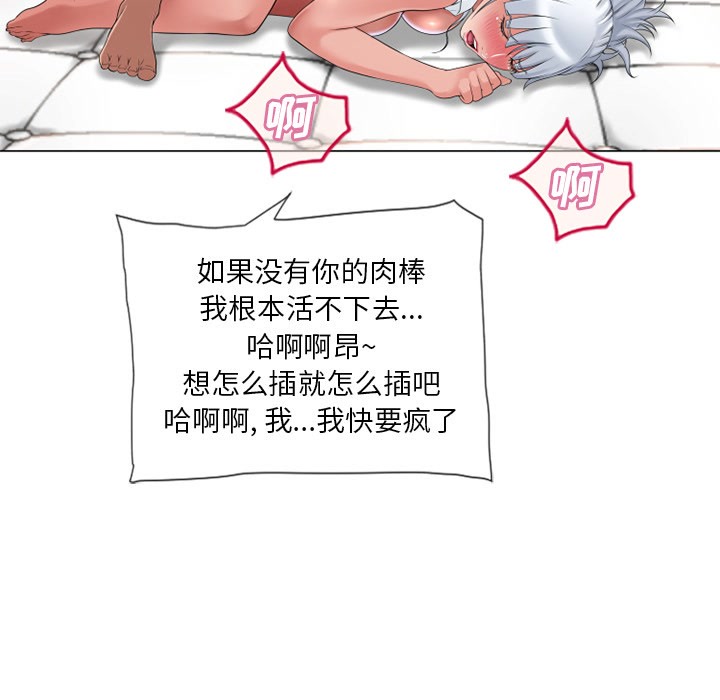 啊
啊
如果没有你的肉棒
我根本活不下去...
哈啊啊昂~
想怎么插就怎么插吧
哈啊啊, 我...我快要疯了